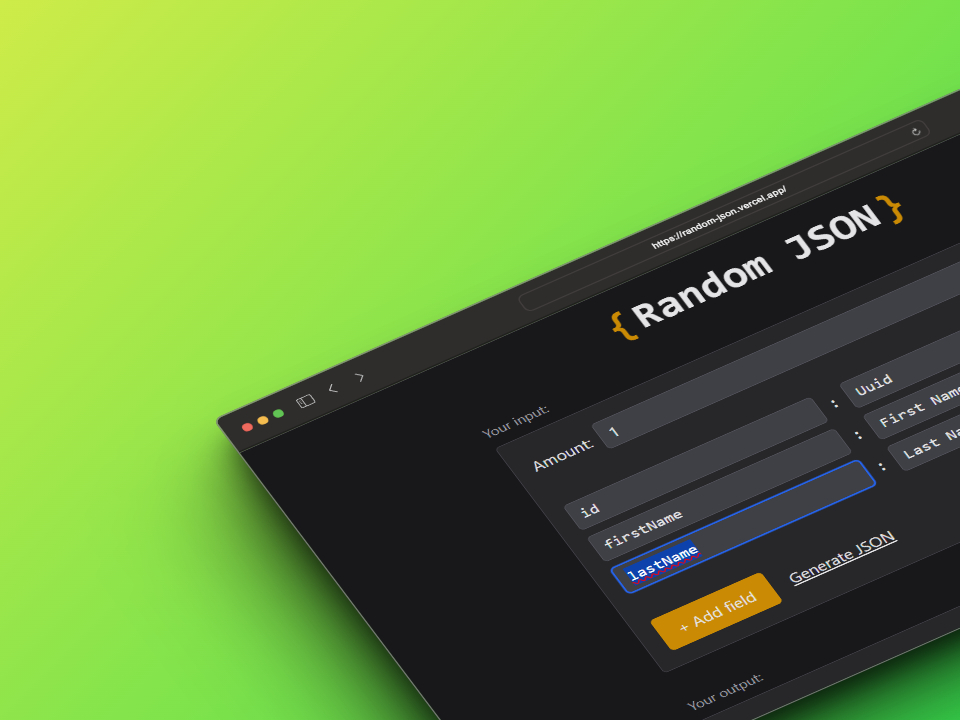 https://random-json.vercel.app/
{Random JSON}
Your input:
Amount: 1
id : Uuid
firstName : First Name
lastName : Last Na
+ Add field Generate JSON
Your output: